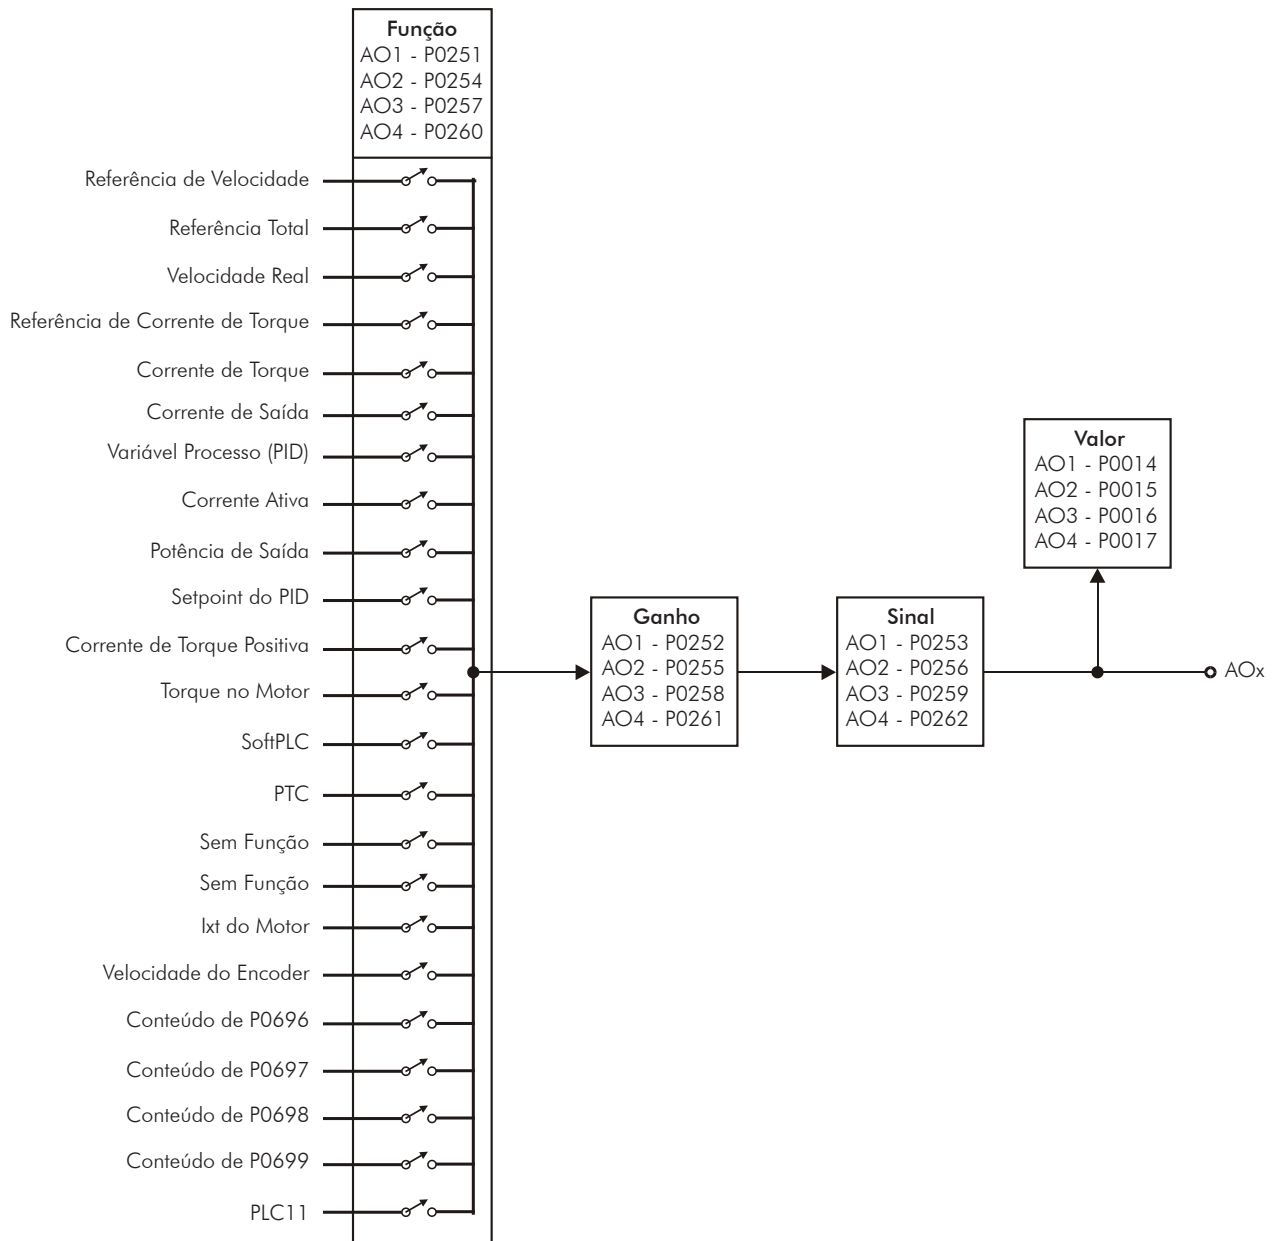 Função
AO1 - P0251
AO2 - P0254
AO3 - P0257
AO4 - P0260
Referência de Velocidade
Referência Total
Velocidade Real
Referência de Corrente de Torque
Corrente de Torque
Corrente de Saída
Variável Processo (PID)
Corrente Ativa
Potência de Saída
Setpoint do PID
Corrente de Torque Positiva
Torque no Motor
SoftPLC
PTC
Sem Função
Sem Função
Ixt do Motor
Velocidade do Encoder
Conteúdo de P0696
Conteúdo de P0697
Conteúdo de P0698
Conteúdo de P0699
PLC11
Ganho
AO1 - P0252
AO2 - P0255
AO3 - P0258
AO4 - P0261
Sinal
AO1 - P0253
AO2 - P0256
AO3 - P0259
AO4 - P0262
Valor
AO1 - P0014
AO2 - P0015
AO3 - P0016
AO4 - P0017
AOx